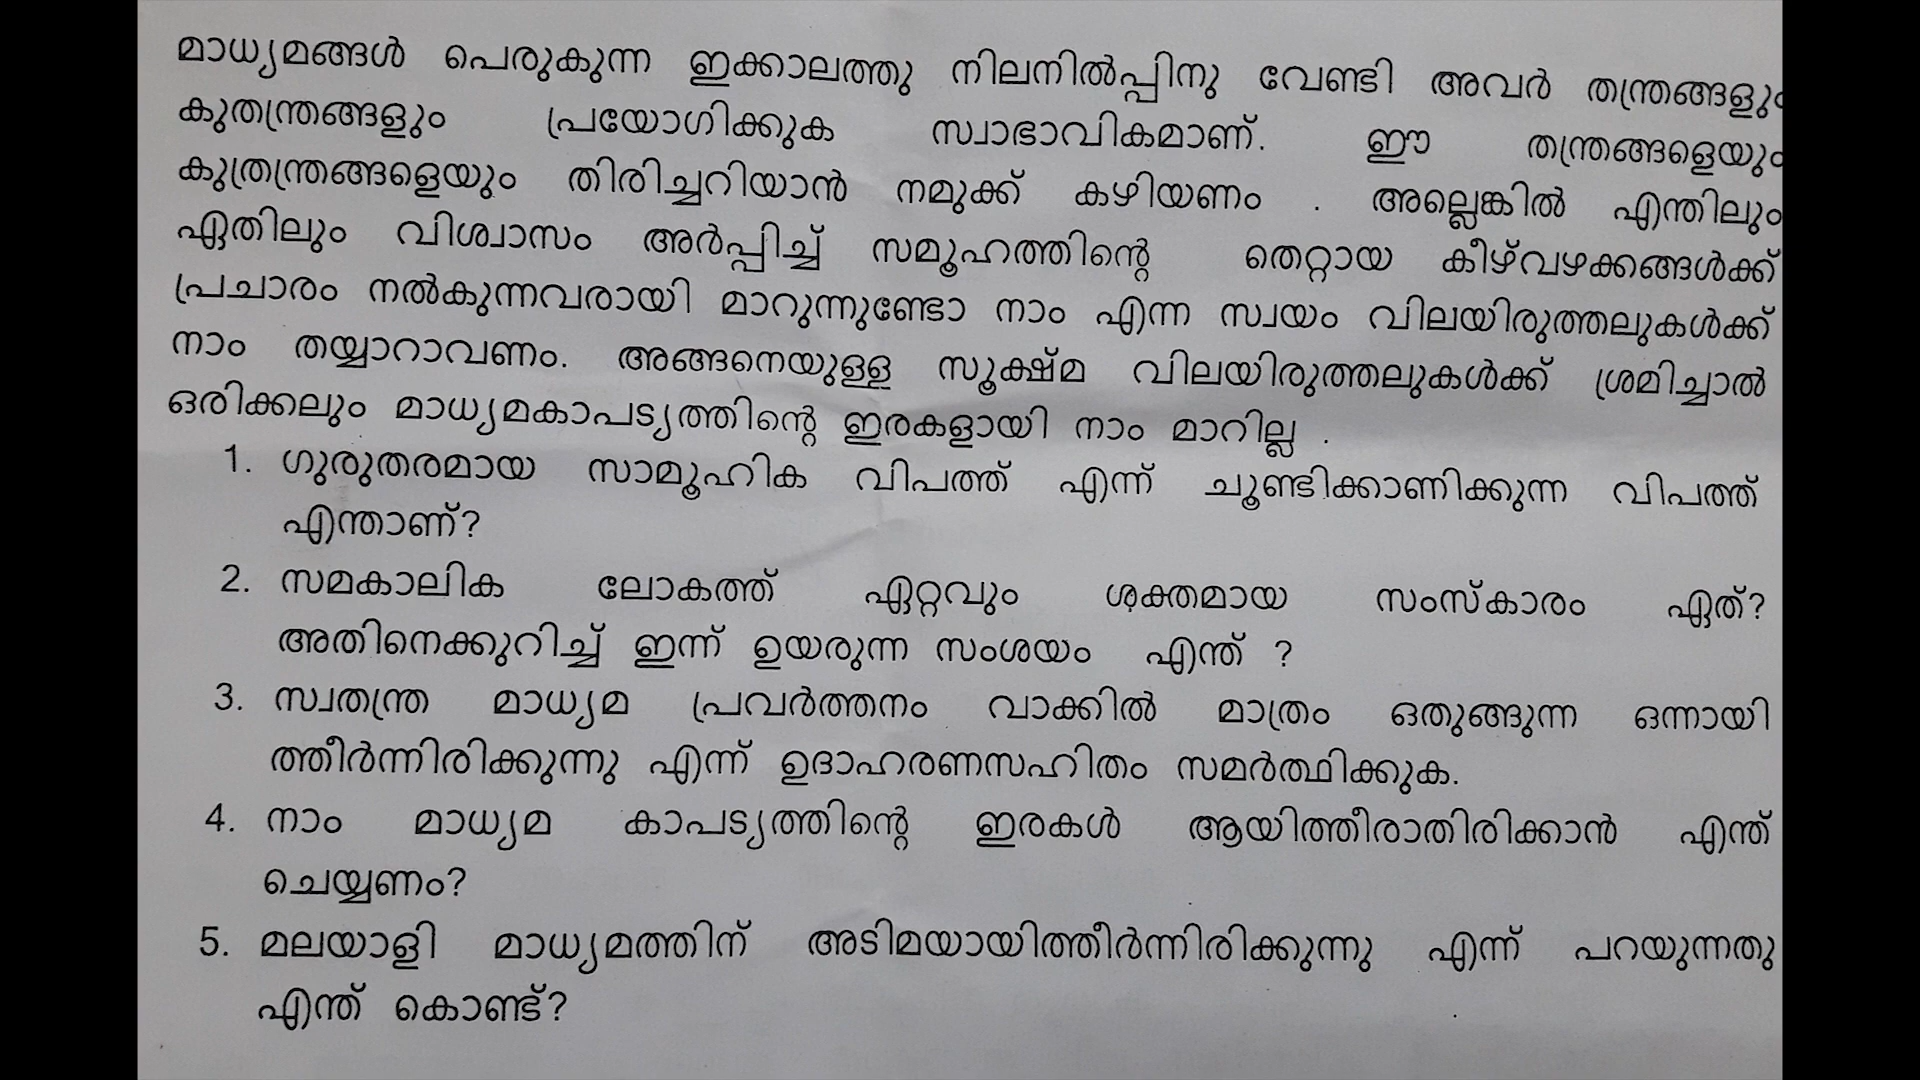 മാധ്യമങ്ങൾ പെരുകുന്ന ഇക്കാലത്തു നിലനിൽപ്പിനു വേണ്ടി അവർ തന്ത്രങ്ങളും
കുതന്ത്രങ്ങളും പ്രയോഗിക്കുക സ്വാഭാവികമാണ്. ഈ തന്ത്രങ്ങളെയും
കുത്രന്ത്രങ്ങളെയും തിരിച്ചറിയാൻ നമുക്ക് കഴിയണം . അല്ലെങ്കിൽ എന്തിലും
ഏതിലും വിശ്വാസം അർപ്പിച്ച് സമൂഹത്തിന്റെ തെറ്റായ കീഴ്‌വഴക്കങ്ങൾക്ക്
പ്രചാരം നൽകുന്നവരായി മാറുന്നുണ്ടോ നാം എന്ന സ്വയം വിലയിരുത്തലുകൾക്ക്
നാം തയ്യാറാവണം. അങ്ങനെയുള്ള സൂക്ഷ്മ വിലയിരുത്തലുകൾക്ക് ശ്രമിച്ചാൽ
ഒരിക്കലും മാധ്യമകാപട്യത്തിന്റെ ഇരകളായി നാം മാറില്ല .
1. ഗുരുതരമായ സാമൂഹിക വിപത്ത് എന്ന് ചൂണ്ടിക്കാണിക്കുന്ന വിപത്ത്
എന്താണ്?
2. സമകാലിക ലോകത്ത് ഏറ്റവും ശക്തമായ സംസ്കാരം ഏത്?
അതിനെക്കുറിച്ച് ഇന്ന് ഉയരുന്ന സംശയം എന്ത് ?
3. സ്വതന്ത്ര മാധ്യമ പ്രവർത്തനം വാക്കിൽ മാത്രം ഒതുങ്ങുന്ന ഒന്നായി
ത്തീർന്നിരിക്കുന്നു എന്ന് ഉദാഹരണസഹിതം സമർത്ഥിക്കുക.
4. നാം മാധ്യമ കാപട്യത്തിന്റെ ഇരകൾ ആയിത്തീരാതിരിക്കാൻ എന്ത്
ചെയ്യണം?
5. മലയാളി മാധ്യമത്തിന് അടിമയായിത്തീർന്നിരിക്കുന്നു എന്ന് പറയുന്നതു
എന്ത് കൊണ്ട്?